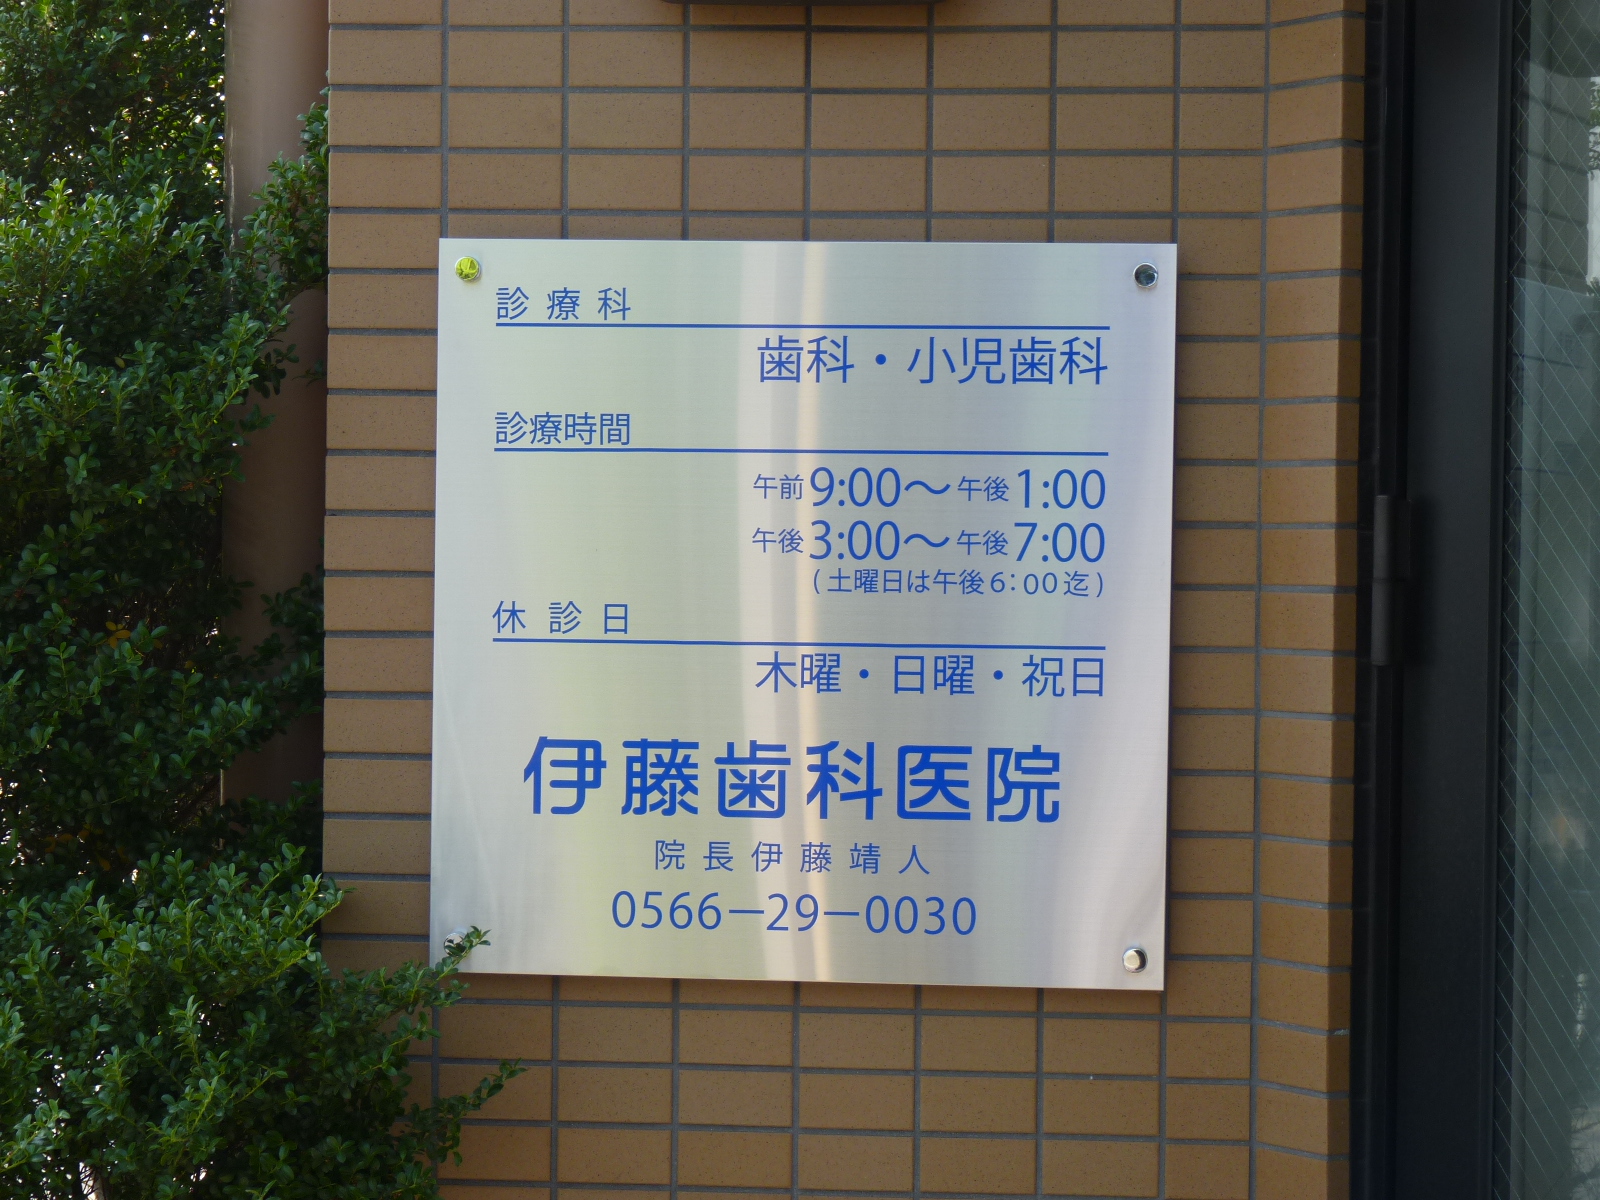 診療科
歯科・小児歯科
診療時間
午前9:00～午後1:00
午後3:00～午後7:00
(土曜日は午後6:00迄)
休診日
木曜・日曜・祝日
伊藤歯科医院
院長伊藤靖人
0566－29－0030